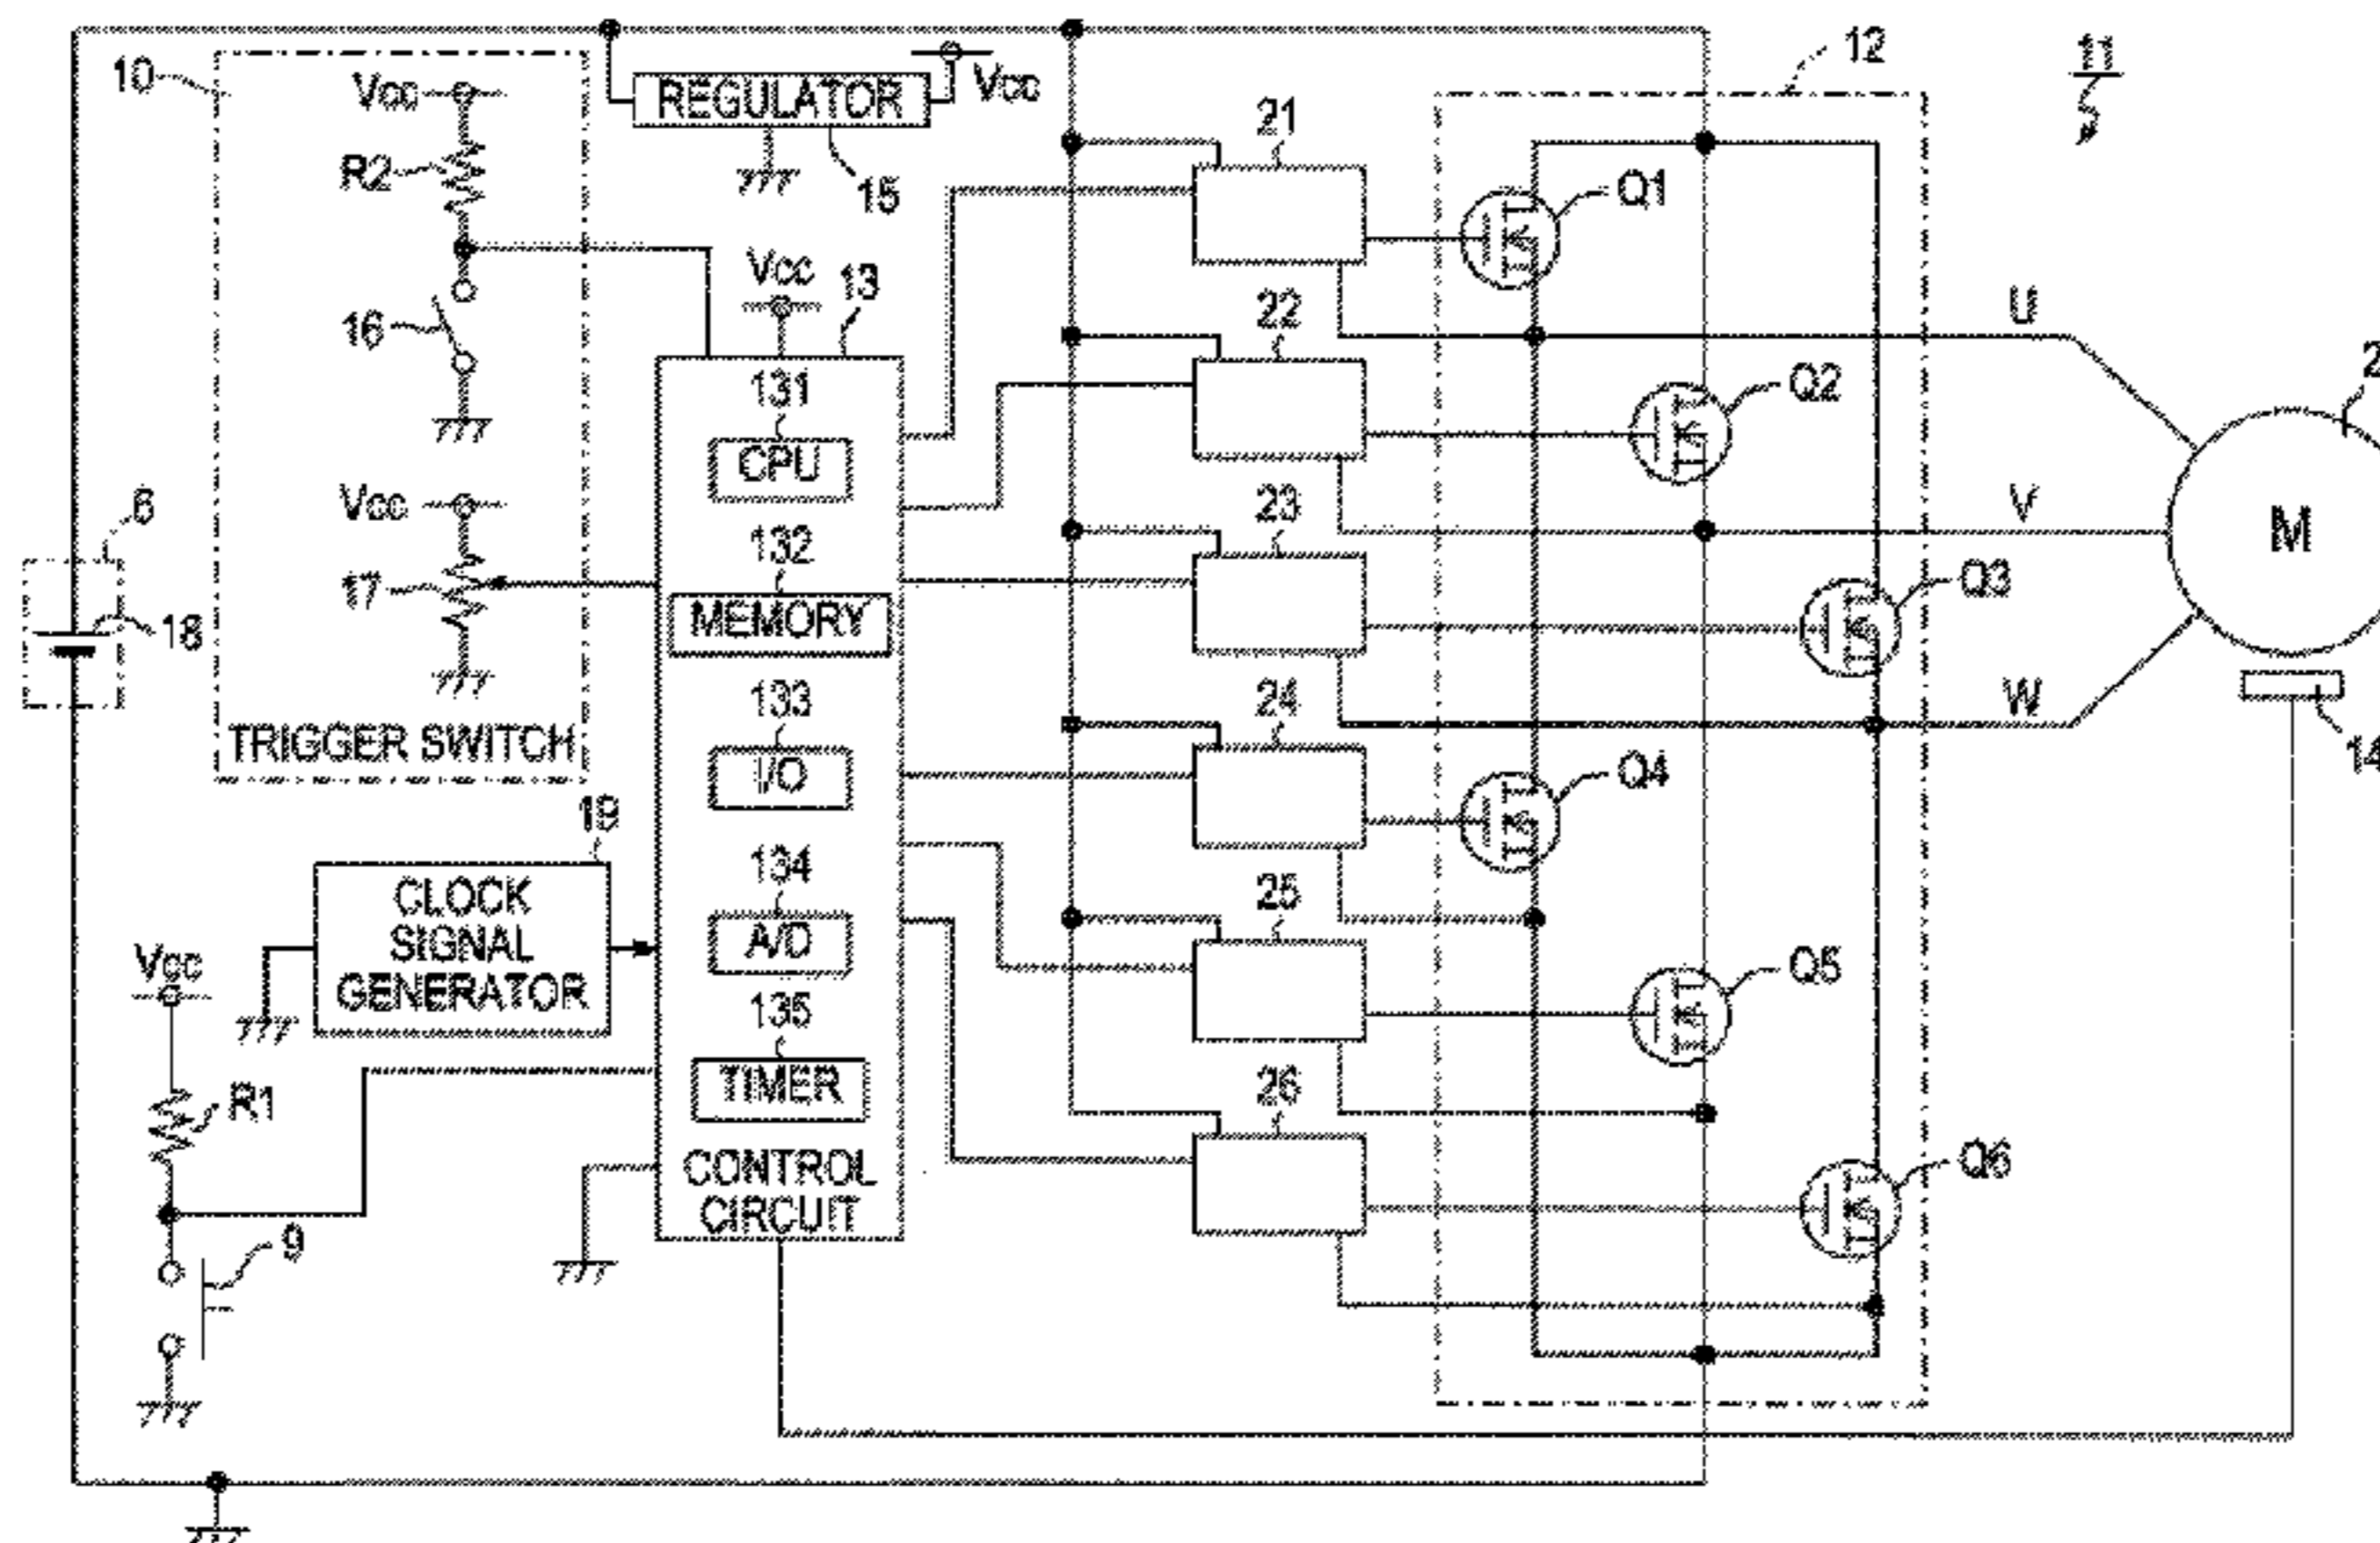 10
Vcc
R2
16
Vcc
17
TRIGGER SWITCH
REGULATOR
Vcc
15
12
11
6
18
Vcc
13
131
CPU
132
MEMORY
133
I/O
134
A/D
135
TIMER
CONTROL
CIRCUIT
19
CLOCK
SIGNAL
GENERATOR
Vcc
R1
9
21
22
23
24
25
26
Q1
Q2
Q3
Q4
Q5
Q6
U
V
W
2
M
14